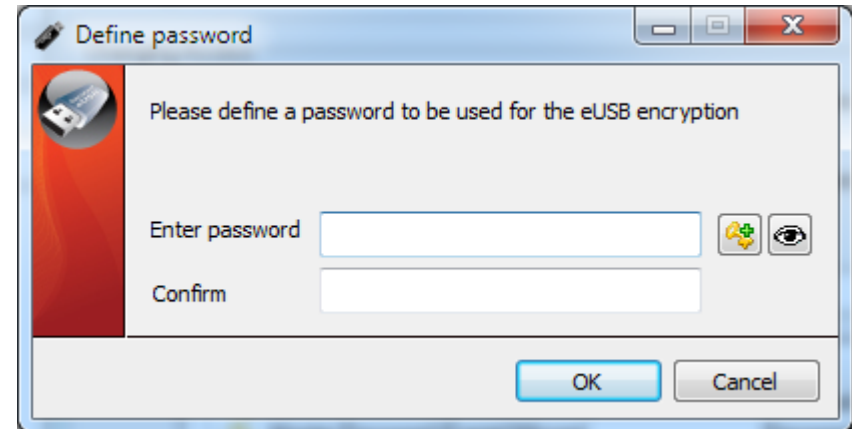 Define password
Please define a password to be used for the eUSB encryption
Enter password
Confirm
OK
Cancel